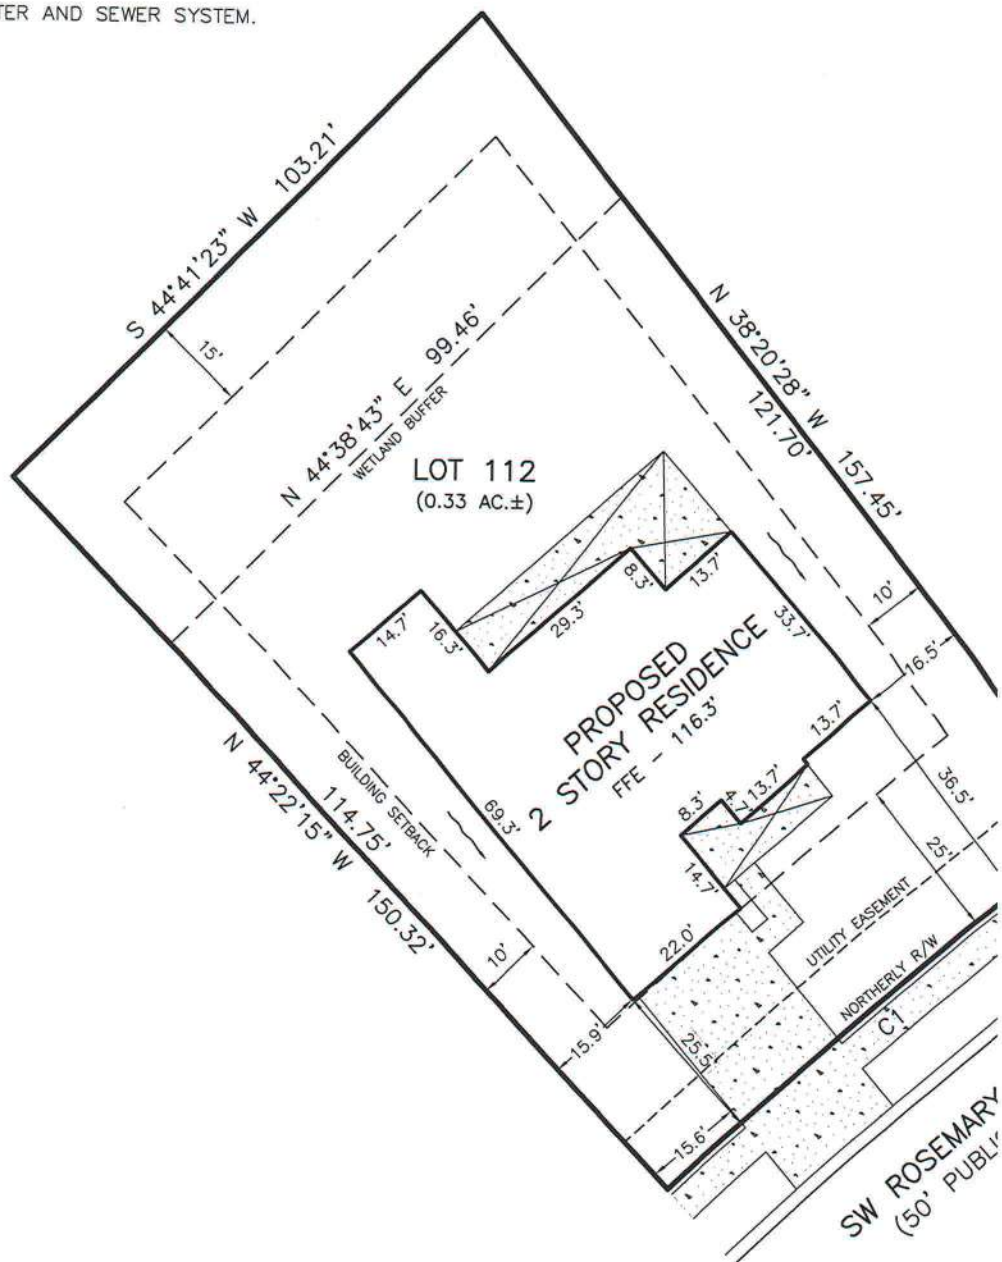 TER AND SEWER SYSTEM.
S 44°41'23" W 103.21'
15'
N 44°38'43" E 99.46'
WETLAND BUFFER
LOT 112
(0.33 AC.±)
N 38°20'28" W 157.45'
121.70'
10'
16.5'
14.7'
16.3'
29.3'
8.3'
13.7'
33.7'
PROPOSED
2 STORY RESIDENCE
FFE - 116.3'
13.7'
13.7'
4.7'
8.3'
14.7'
36.5'
25'
69.3'
BUILDING SETBACK
114.75'
N 44°22'15" W 150.32'
10'
22.0'
UTILITY EASEMENT
NORTHERLY R/W
C1
15.9'
25.5'
15.6'
SW ROSEMARY
(50' PUBLI